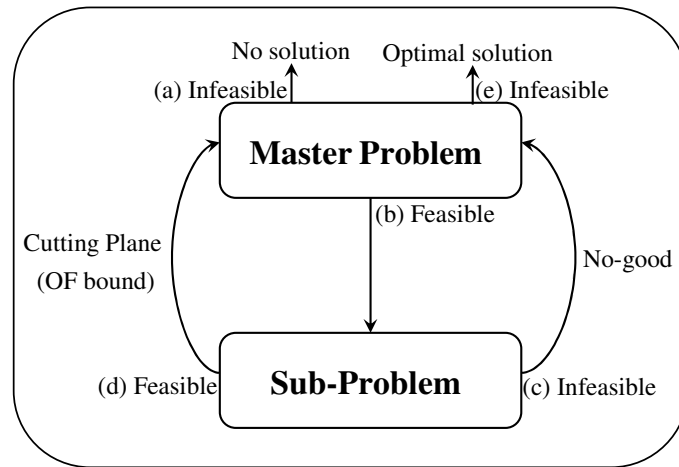 No solution
Optimal solution
(a) Infeasible
(e) Infeasible
Master Problem
(b) Feasible
Cutting Plane
(OF bound)
No-good
(d) Feasible
Sub-Problem
(c) Infeasible